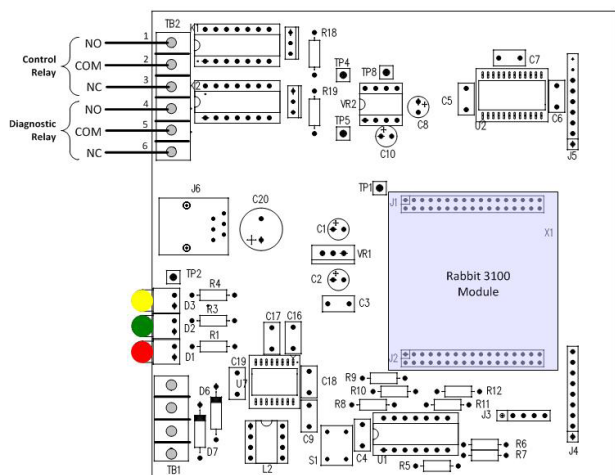 TB2
K1
NO 1
Control Relay
COM 2
NC 3
K2
NO 4
Diagnostic Relay
COM 5
NC 6
R18
R19
TP4
TP8
VR2
TP5
C10
C8
C7
C5
U2
C6
J5
J6
C20
C1
VR1
C2
C3
TP1
J1
X1
Rabbit 3100
Module
J2
TP2
D3
R4
D2
R3
D1
R1
C17
C16
C19
U7
C18
C9
R9
R10
R8
R12
R11
J3
J4
D6
D7
TB1
L2
S1
C4
U1
R6
R7
R5